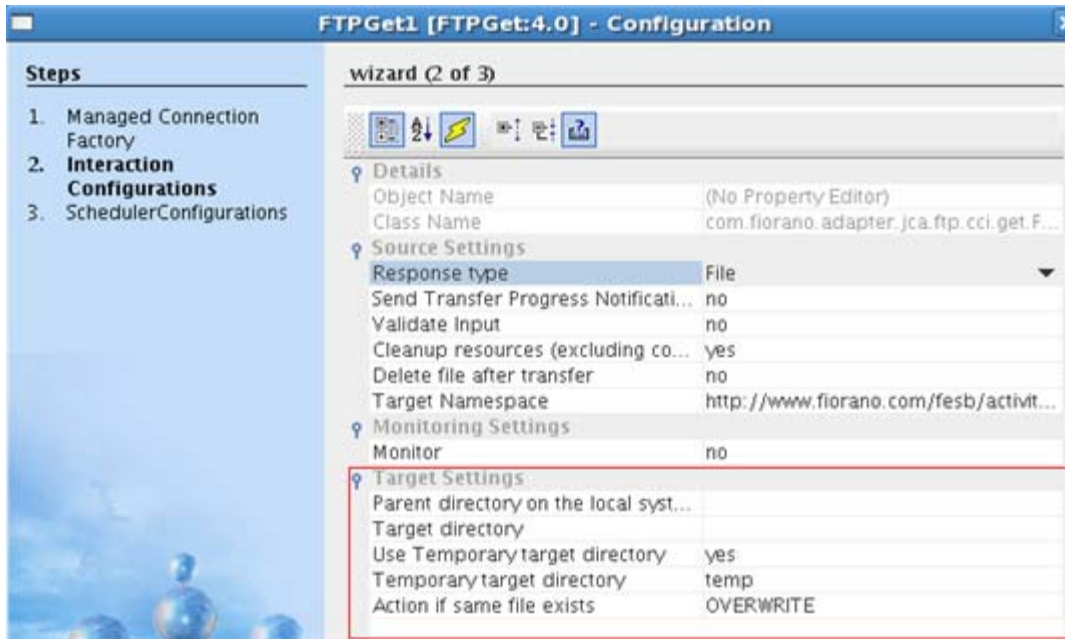 FTPGet1 [FTPGet:4.0] - Configuration
Steps
1. Managed Connection
Factory
2. Interaction
Configurations
3. SchedulerConfigurations
wizard (2 of 3)
Details
Object Name (No Property Editor)
Class Name com.fiorano.adapter.jca.ftp.cci.get.F...
Source Settings
Response type File
Send Transfer Progress Notificati... no
Validate Input no
Cleanup resources (excluding co... yes
Delete file after transfer no
Target Namespace http://www.fiorano.com/fesb/activit...
Monitoring Settings
Monitor no
Target Settings
Parent directory on the local syst...
Target directory
Use Temporary target directory yes
Temporary target directory temp
Action if same file exists OVERWRITE